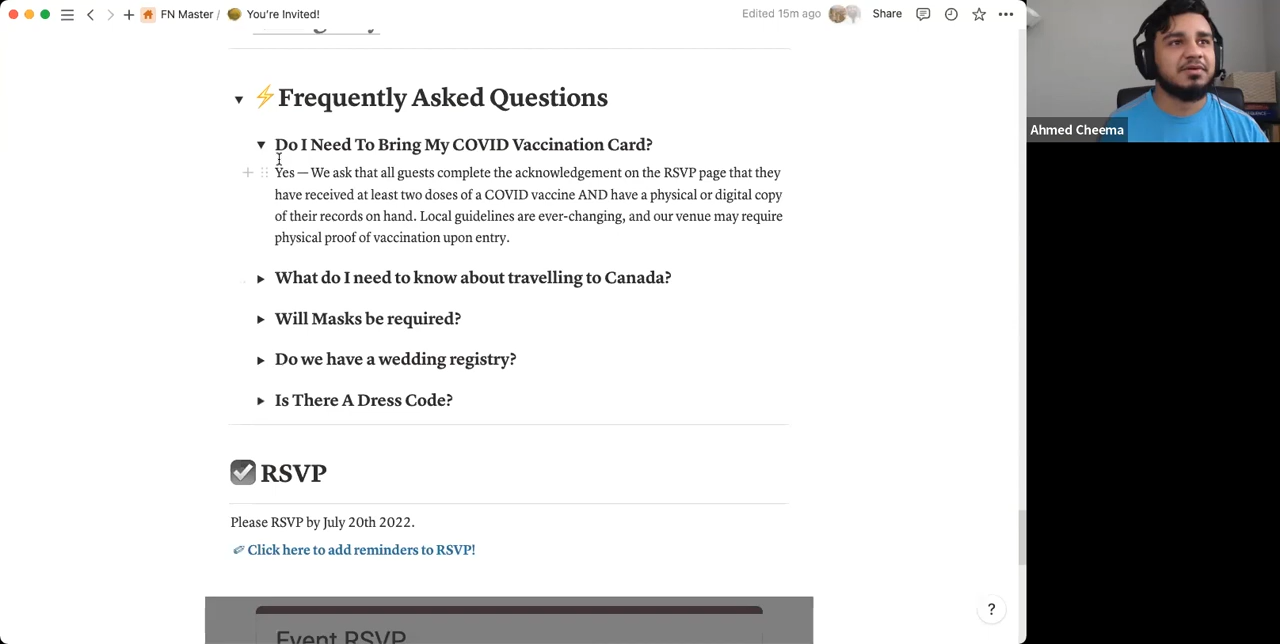 FN Master / You're Invited!
Edited 15m ago
Share
Frequently Asked Questions
Do I Need To Bring My COVID Vaccination Card?
Yes — We ask that all guests complete the acknowledgement on the RSVP page that they
have received at least two doses of a COVID vaccine AND have a physical or digital copy
of their records on hand. Local guidelines are ever-changing, and our venue may require
physical proof of vaccination upon entry.
What do I need to know about travelling to Canada?
Will Masks be required?
Do we have a wedding registry?
Is There A Dress Code?
RSVP
Please RSVP by July 20th 2022.
Click here to add reminders to RSVP!
Event RSVP
?
Ahmed Cheema